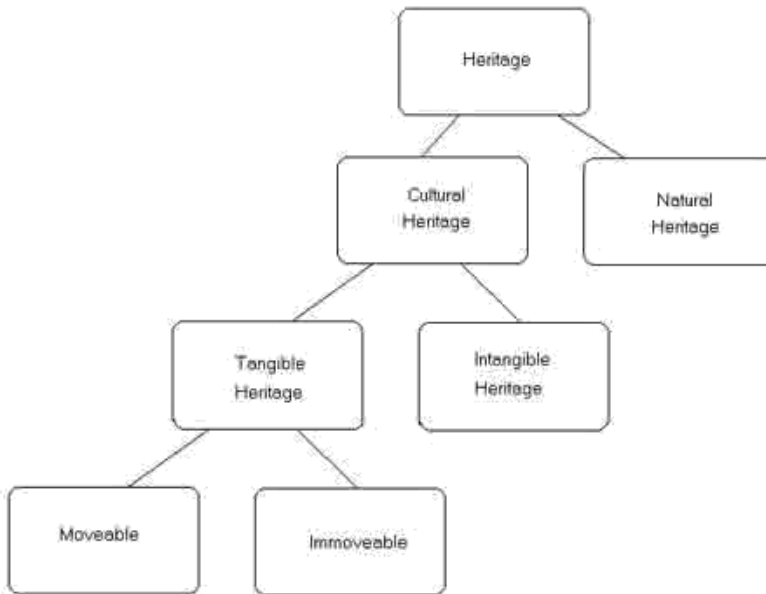 Heritage
Cultural
Heritage
Natural
Heritage
Tangible
Heritage
Intangible
Heritage
Moveable
Immoveable